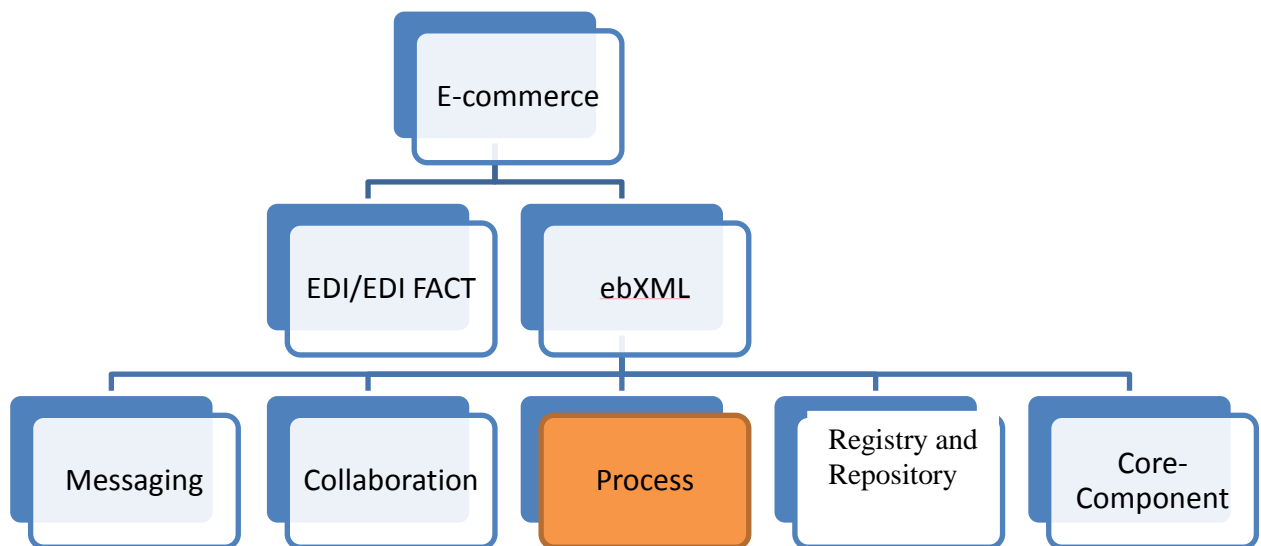 E-commerce
EDI/EDI FACT
ebXML
Messaging
Collaboration
Process
Registry and
Repository
Core-
Component